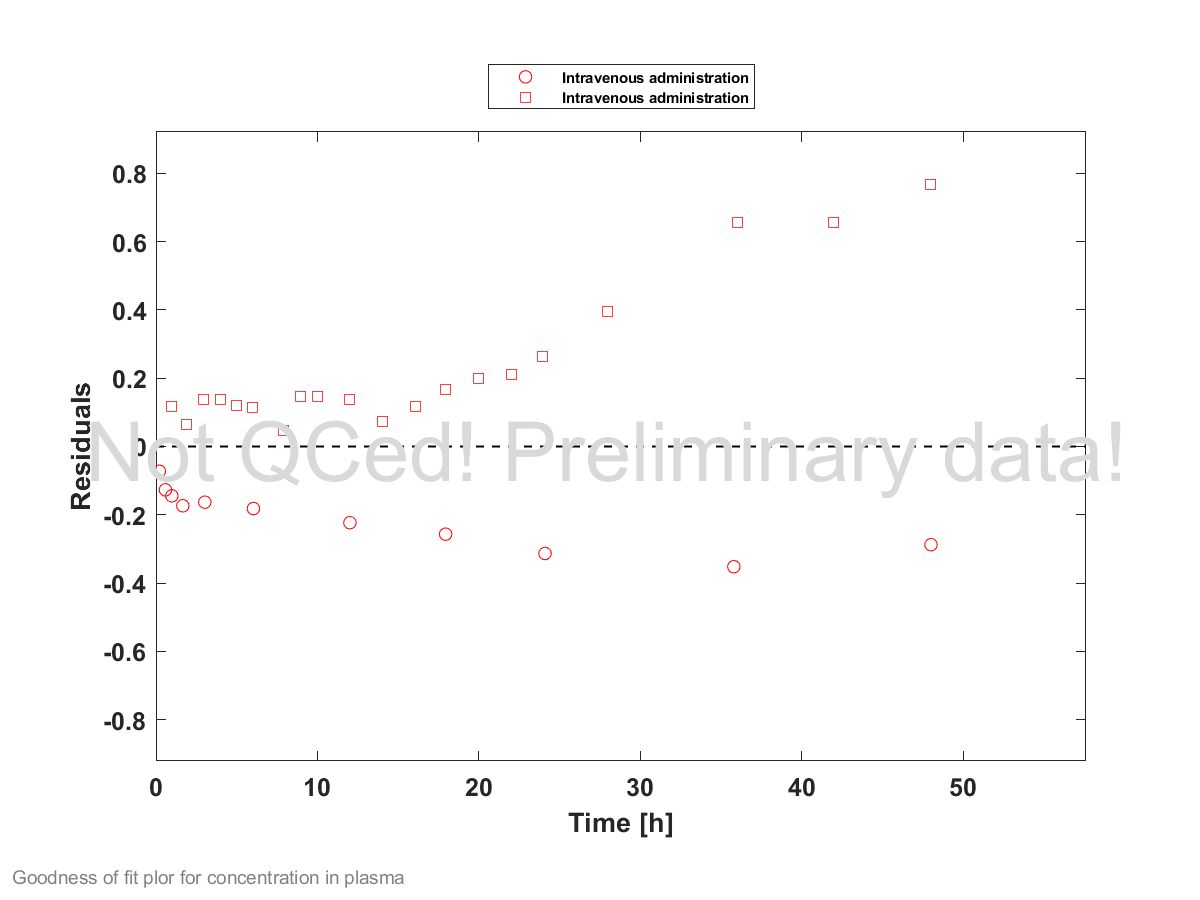 Intravenous administration
Intravenous administration
0.8
0.6
0.4
0.2
0
-0.2
-0.4
-0.6
-0.8
Residuals
Not QCed! Preliminary data!
0 10 20 30 40 50
Time [h]
Goodness of fit plor for concentration in plasma